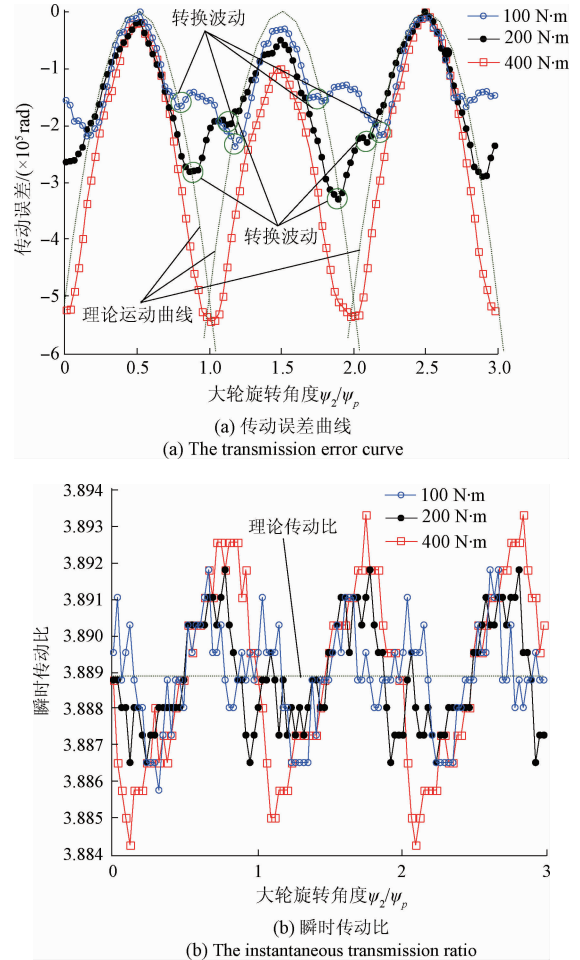 转换波动
100 N·m
200 N·m
400 N·m
0
−1
−2
−3
−4
−5
−6
传动误差/(×10⁵ rad)
转换波动
理论运动曲线
0 0.5 1.0 1.5 2.0 2.5 3.0
大轮旋转角度ψ₂/ψₚ
(a) 传动误差曲线
(a) The transmission error curve
3.894
3.893
3.892
3.891
3.890
3.889
3.888
3.887
3.886
3.885
3.884
瞬时传动比
理论传动比
100 N·m
200 N·m
400 N·m
0 1 2 3
大轮旋转角度ψ₂/ψₚ
(b) 瞬时传动比
(b) The instantaneous transmission ratio